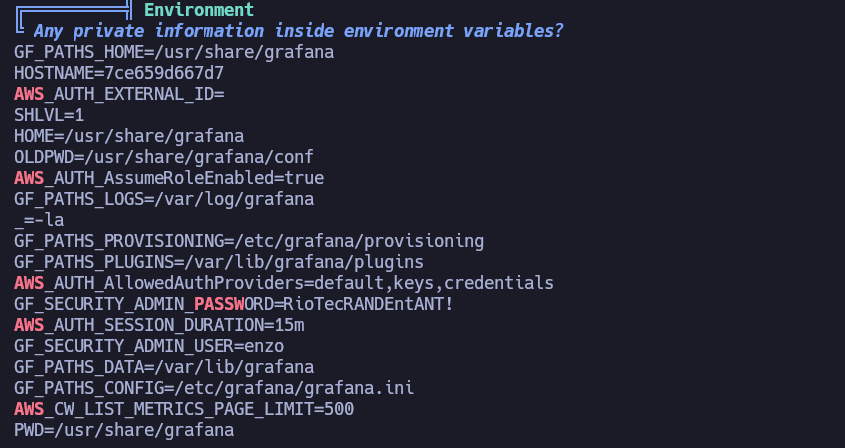 Environment
Any private information inside environment variables?
GF_PATHS_HOME=/usr/share/grafana
HOSTNAME=7ce659d667d7
AWS_AUTH_EXTERNAL_ID=
SHLVL=1
HOME=/usr/share/grafana
OLDPWD=/usr/share/grafana/conf
AWS_AUTH_AssumeRoleEnabled=true
GF_PATHS_LOGS=/var/log/grafana
_=-la
GF_PATHS_PROVISIONING=/etc/grafana/provisioning
GF_PATHS_PLUGINS=/var/lib/grafana/plugins
AWS_AUTH_AllowedAuthProviders=default,keys,credentials
GF_SECURITY_ADMIN_PASSWORD=RioTecRANDEntANT!
AWS_AUTH_SESSION_DURATION=15m
GF_SECURITY_ADMIN_USER=enzo
GF_PATHS_DATA=/var/lib/grafana
GF_PATHS_CONFIG=/etc/grafana/grafana.ini
AWS_CW_LIST_METRICS_PAGE_LIMIT=500
PWD=/usr/share/grafana